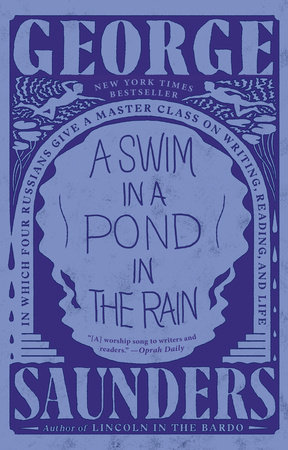 GEORGE
NEW YORK TIMES
BESTSELLER
IN WHICH FOUR RUSSIANS GIVE A MASTER CLASS ON WRITING, READING, AND LIFE
A SWIM
IN A
POND
IN
THE RAIN
"[A] worship song to writers and
readers." —Oprah Daily
SAUNDERS
Author of LINCOLN IN THE BARDO